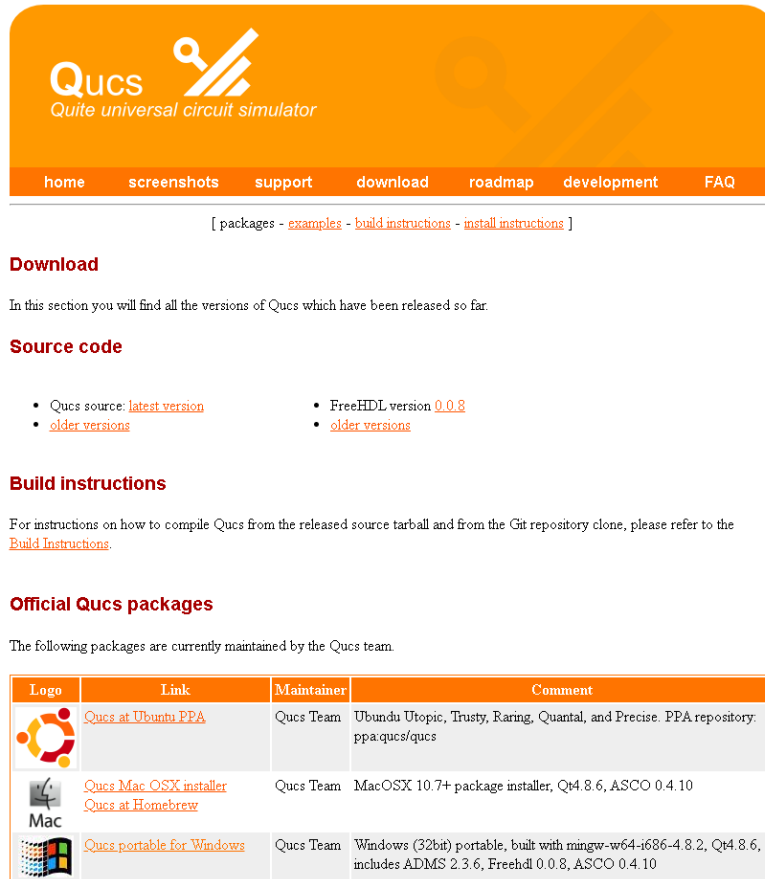 Qucs
Quite universal circuit simulator
home screenshots support download roadmap development FAQ
[ packages - examples - build instructions - install instructions ]
Download
In this section you will find all the versions of Qucs which have been released so far.
Source code
• Qucs source: latest version
• older versions
• FreeHDL version 0.0.8
• older versions
Build instructions
For instructions on how to compile Qucs from the released source tarball and from the Git repository clone, please refer to the
Build Instructions.
Official Qucs packages
The following packages are currently maintained by the Qucs team.
Logo Link Maintainer Comment
Qucs at Ubuntu PPA Qucs Team Ubundu Utopic, Trusty, Raring, Quantal, and Precise. PPA repository:
ppa:qucs/qucs
Qucs Mac OSX installer Qucs Team MacOSX 10.7+ package installer, Qt4.8.6, ASCO 0.4.10
Qucs at Homebrew
Mac
Qucs portable for Windows Qucs Team Windows (32bit) portable, built with mingw-w64-i686-4.8.2, Qt4.8.6,
includes ADMS 2.3.6, Freehdl 0.0.8, ASCO 0.4.10